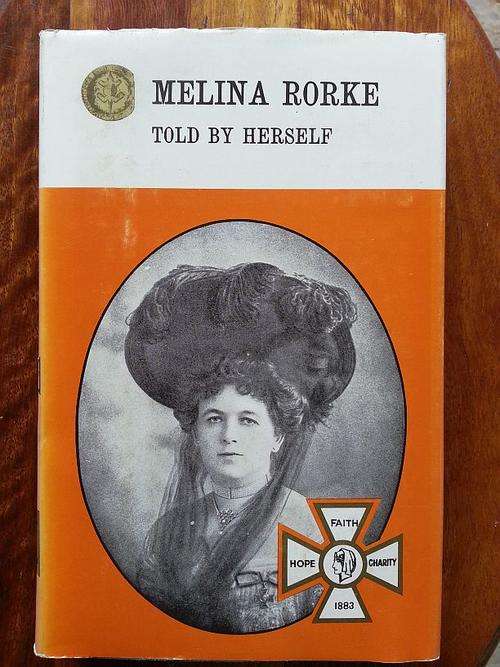 MELINA RORKE
TOLD BY HERSELF
FAITH
HOPE
CHARITY
1883